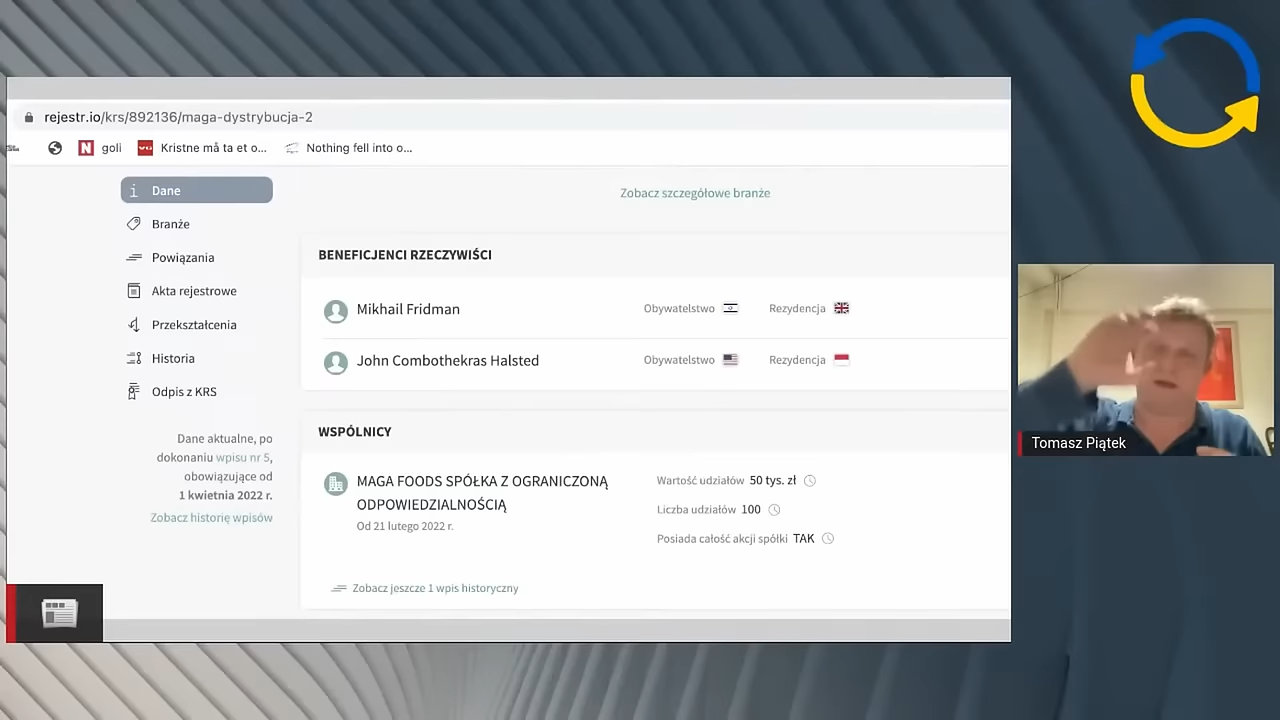 rejestr.io/krs/892136/maga-dystrybucja-2
N goli
Kristne må ta et o...
Nothing fell into o...
Dane
Branże
Powiązania
Akta rejestrowe
Przekształcenia
Historia
Odpis z KRS
Dane aktualne, po
dokonaniu wpisu nr 5,
obowiązujące od
1 kwietnia 2022 r.
Zobacz historię wpisów
Zobacz szczegółowe branże
BENEFICJENCI RZECZYWIŚCI
Mikhail Fridman Obywatelstwo Rezydencja
John Combothekras Halsted Obywatelstwo Rezydencja
WSPÓLNICY
MAGA FOODS SPÓŁKA Z OGRANICZONĄ
ODPOWIEDZIALNOŚCIĄ
Od 21 lutego 2022 r.
Wartość udziałów 50 tys. zł
Liczba udziałów 100
Posiada całość akcji spółki TAK
Zobacz jeszcze 1 wpis historyczny
Tomasz Piątek